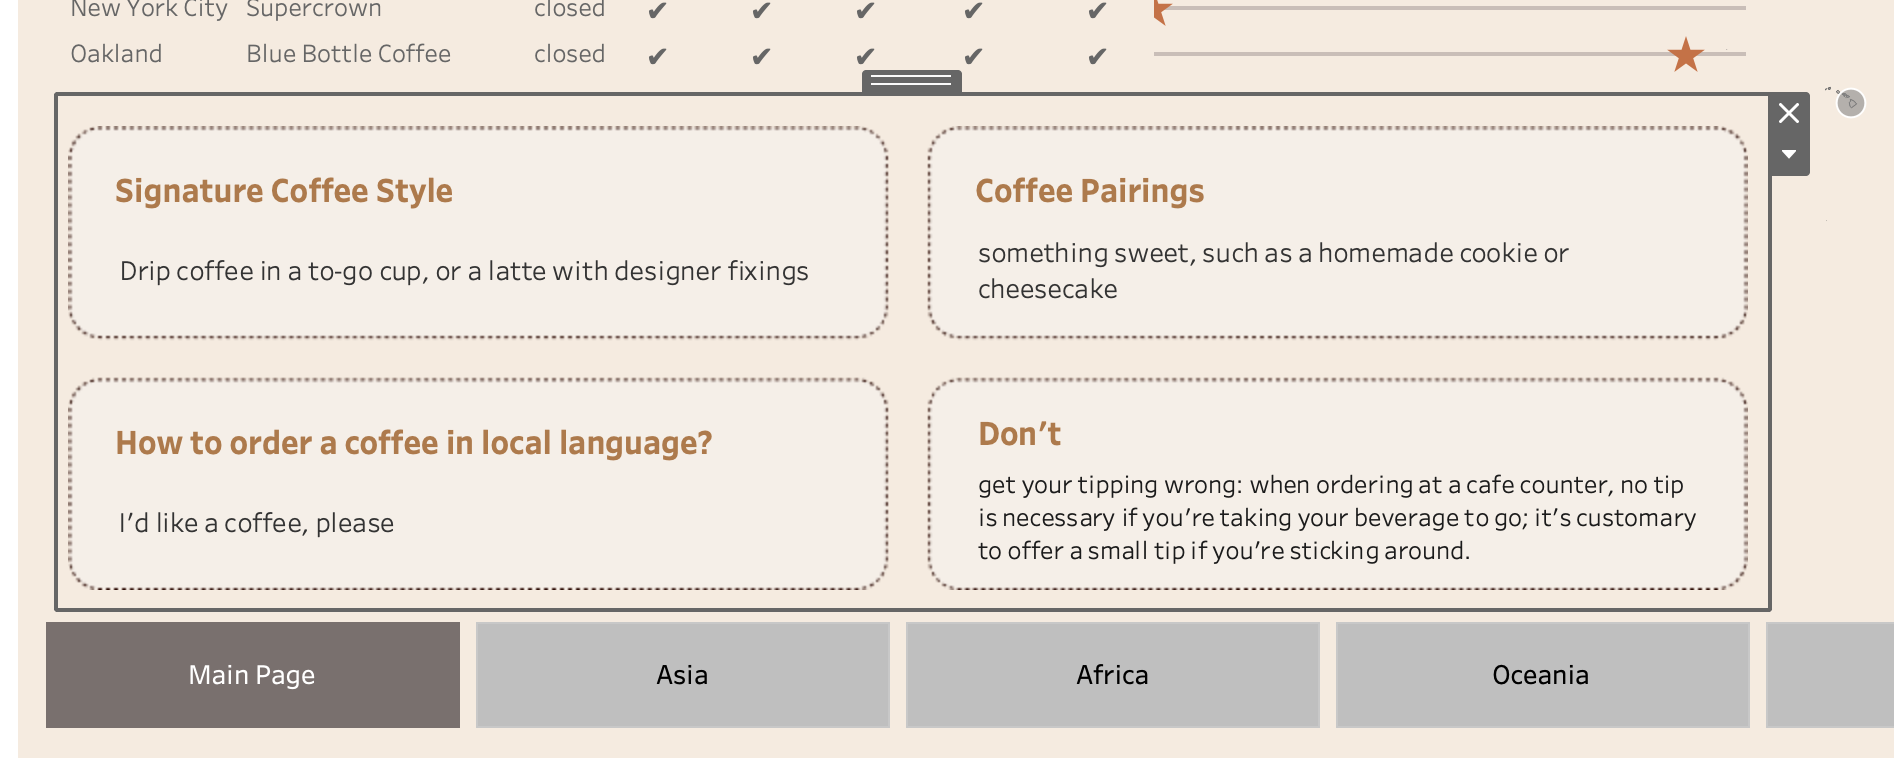 New York City Supercrown closed ✔ ✔ ✔ ✔ ✔
Oakland Blue Bottle Coffee closed ✔ ✔ ✔ ✔ ✔
Signature Coffee Style
Drip coffee in a to-go cup, or a latte with designer fixings
Coffee Pairings
something sweet, such as a homemade cookie or
cheesecake
How to order a coffee in local language?
I’d like a coffee, please
Don’t
get your tipping wrong: when ordering at a cafe counter, no tip
is necessary if you’re taking your beverage to go; it’s customary
to offer a small tip if you’re sticking around.
Main Page
Asia
Africa
Oceania